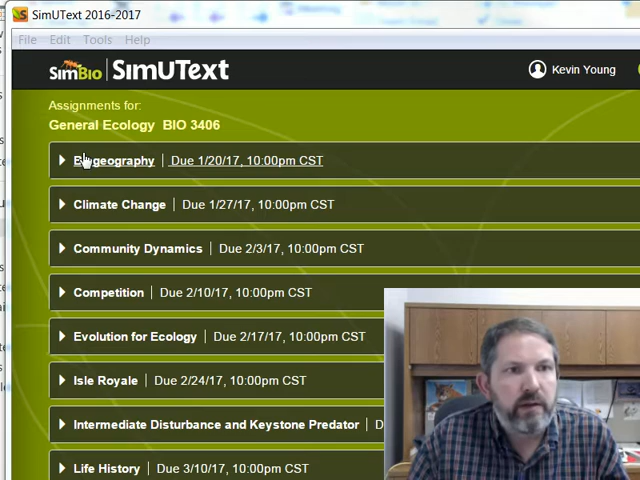 SimUText 2016-2017
File Edit Tools Help
SimBio SimUText
Kevin Young
Assignments for:
General Ecology BIO 3406
Biogeography Due 1/20/17, 10:00pm CST
Climate Change Due 1/27/17, 10:00pm CST
Community Dynamics Due 2/3/17, 10:00pm CST
Competition Due 2/10/17, 10:00pm CST
Evolution for Ecology Due 2/17/17, 10:00pm CST
Isle Royale Due 2/24/17, 10:00pm CST
Intermediate Disturbance and Keystone Predator
Life History Due 3/10/17, 10:00pm CST